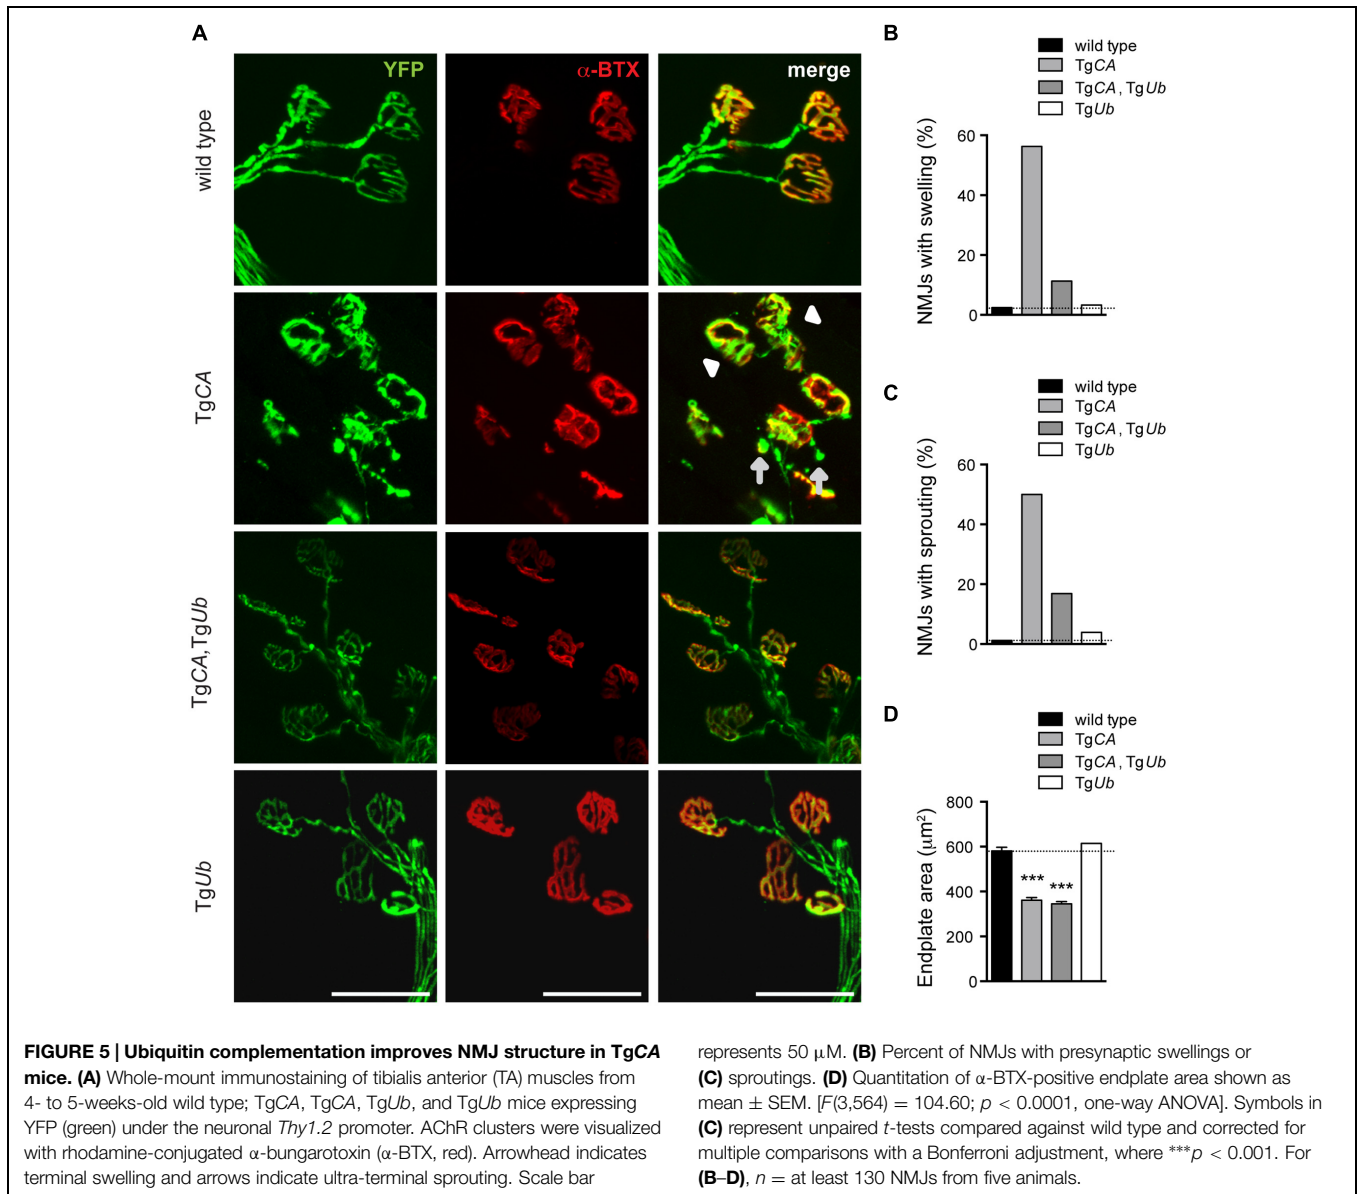 A
YFP
α-BTX
merge
wild type
TgCA
TgCA,TgUb
TgUb
B
wild type
TgCA
TgCA, TgUb
TgUb
NMJs with swelling (%)
60
40
20
0
C
wild type
TgCA
TgCA, TgUb
TgUb
NMJs with sprouting (%)
60
40
20
0
D
wild type
TgCA
TgCA, TgUb
TgUb
Endplate area (μm²)
800
600
400
200
0
*** ***
FIGURE 5 | Ubiquitin complementation improves NMJ structure in TgCA
mice. (A) Whole-mount immunostaining of tibialis anterior (TA) muscles from
4- to 5-weeks-old wild type; TgCA, TgCA, TgUb, and TgUb mice expressing
YFP (green) under the neuronal Thy1.2 promoter. AChR clusters were visualized
with rhodamine-conjugated α-bungarotoxin (α-BTX, red). Arrowhead indicates
terminal swelling and arrows indicate ultra-terminal sprouting. Scale bar
represents 50 μM. (B) Percent of NMJs with presynaptic swellings or
(C) sproutings. (D) Quantitation of α-BTX-positive endplate area shown as
mean ± SEM. [F(3,564) = 104.60; p < 0.0001, one-way ANOVA]. Symbols in
(C) represent unpaired t-tests compared against wild type and corrected for
multiple comparisons with a Bonferroni adjustment, where ***p < 0.001. For
(B–D), n = at least 130 NMJs from five animals.